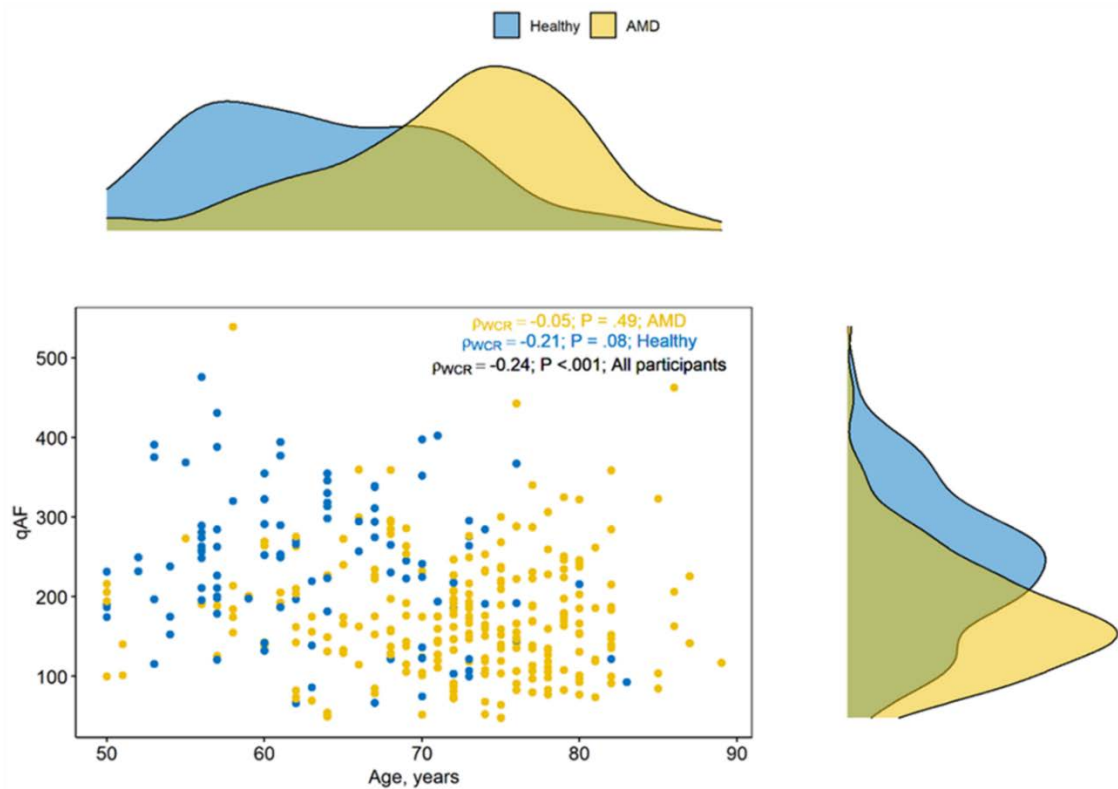 Healthy AMD
ρWCR = -0.05; P = .49; AMD
ρWCR = -0.21; P = .08; Healthy
ρWCR = -0.24; P <.001; All participants
500
400
300
200
100
qAF
50 60 70 80 90
Age, years